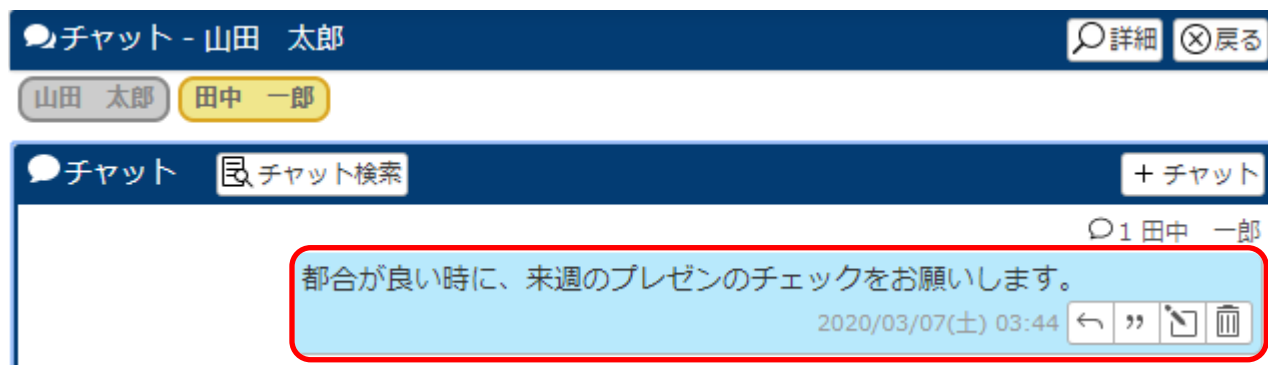 チャット - 山田　太郎 詳細 戻る
山田　太郎 田中　一郎
チャット チャット検索 + チャット
1 田中　一郎
都合が良い時に、来週のプレゼンのチェックをお願いします。
2020/03/07(土) 03:44